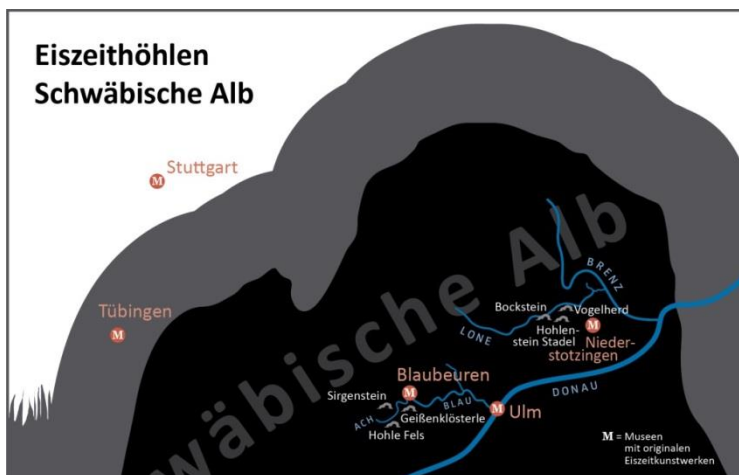 Eiszeithöhlen
Schwäbische Alb
Stuttgart
M
Tübingen
M
wäbische Alb
BRENZ
Bockstein
Vogelherd
LONE
Hohlen-
stein Stadel
M
Nieder-
stotzingen
Blaubeuren
M
DONAU
Sirgenstein
BLAU
M
Ulm
ACH
Geißenklösterle
Hohle Fels
M = Museen
mit originalen
Eiszeitkunstwerken